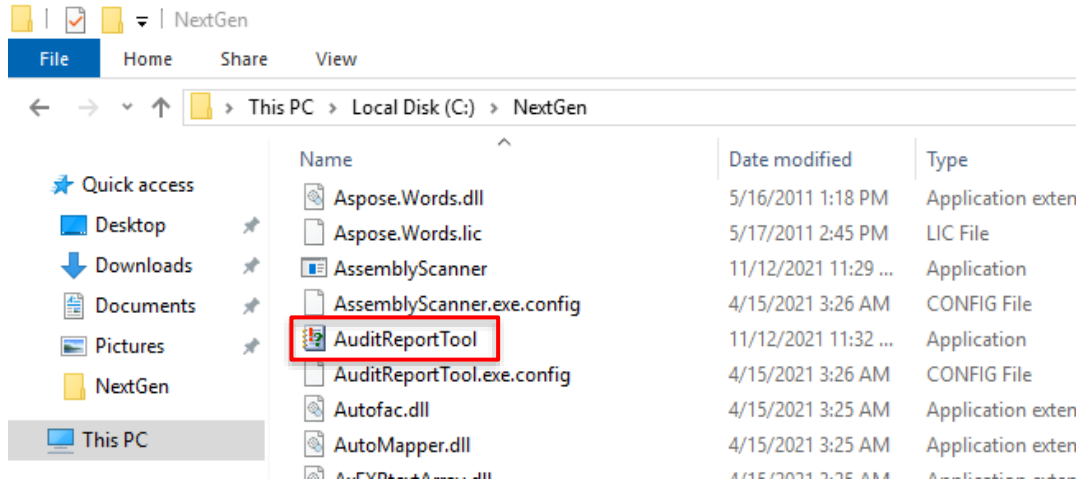 NextGen
File Home Share View
This PC Local Disk (C:) NextGen
Name Date modified Type
Quick access
Desktop
Downloads
Documents
Pictures
NextGen
This PC
Aspose.Words.dll 5/16/2011 1:18 PM Application exten
Aspose.Words.lic 5/17/2011 2:45 PM LIC File
AssemblyScanner 11/12/2021 11:29 ... Application
AssemblyScanner.exe.config 4/15/2021 3:26 AM CONFIG File
AuditReportTool 11/12/2021 11:32 ... Application
AuditReportTool.exe.config 4/15/2021 3:26 AM CONFIG File
Autofac.dll 4/15/2021 3:25 AM Application exten
AutoMapper.dll 4/15/2021 3:25 AM Application exten